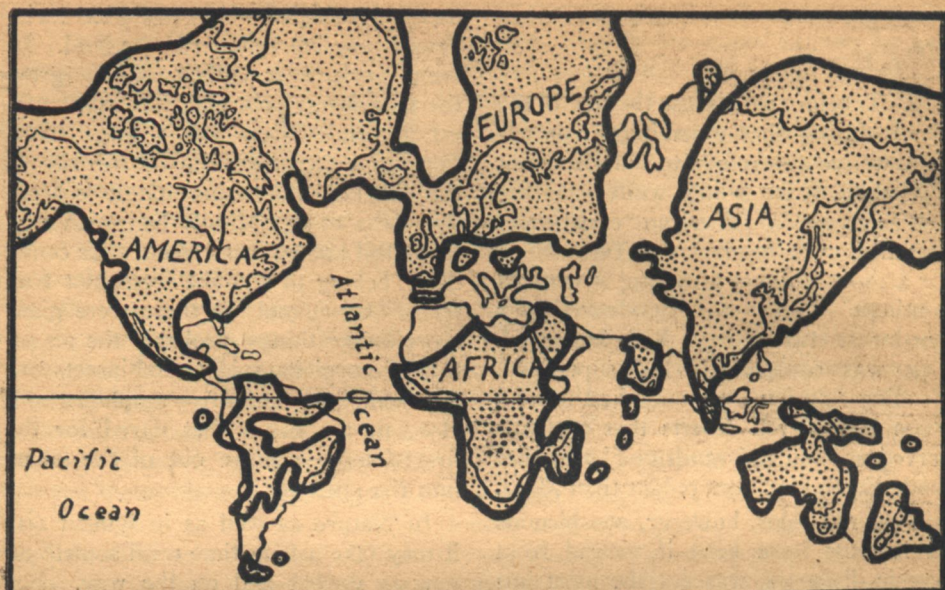 EUROPE
ASIA
AMERICA
Atlantic Ocean
AFRICA
Pacific
Ocean